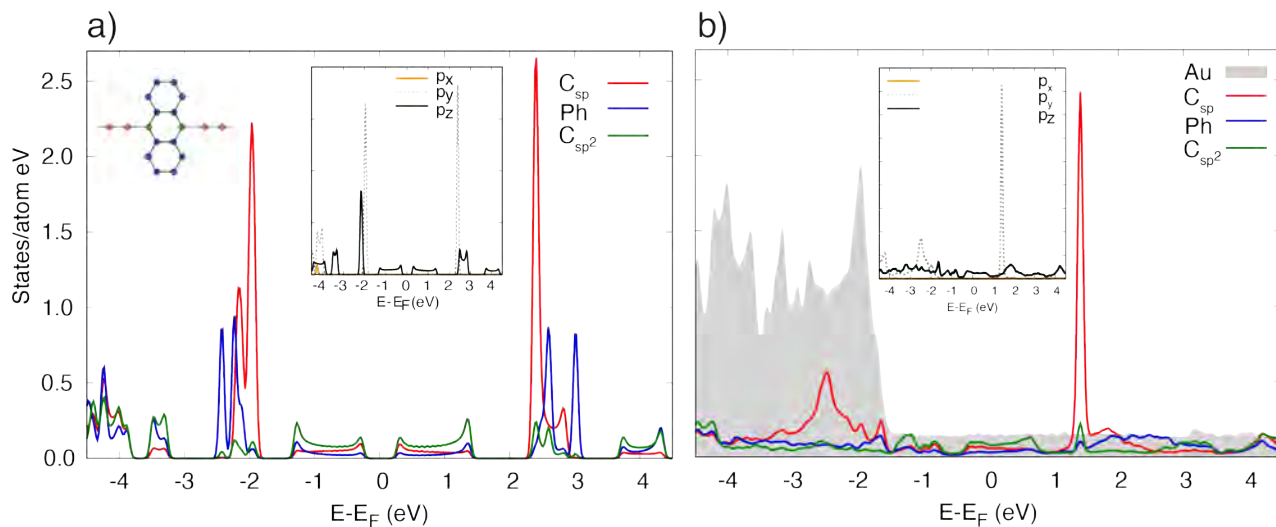 a)
States/atom eV
2.5
2.0
1.5
1.0
0.5
0.0
-4 -3 -2 -1 0 1 2 3 4
E-E_F (eV)
p_x
p_y
p_z
-4 -3 -2 -1 0 1 2 3 4
E-E_F (eV)
C_sp
Ph
C_sp²
b)
-4 -3 -2 -1 0 1 2 3 4
E-E_F (eV)
p_x
p_y
p_z
-4 -3 -2 -1 0 1 2 3 4
E-E_F (eV)
Au
C_sp
Ph
C_sp²